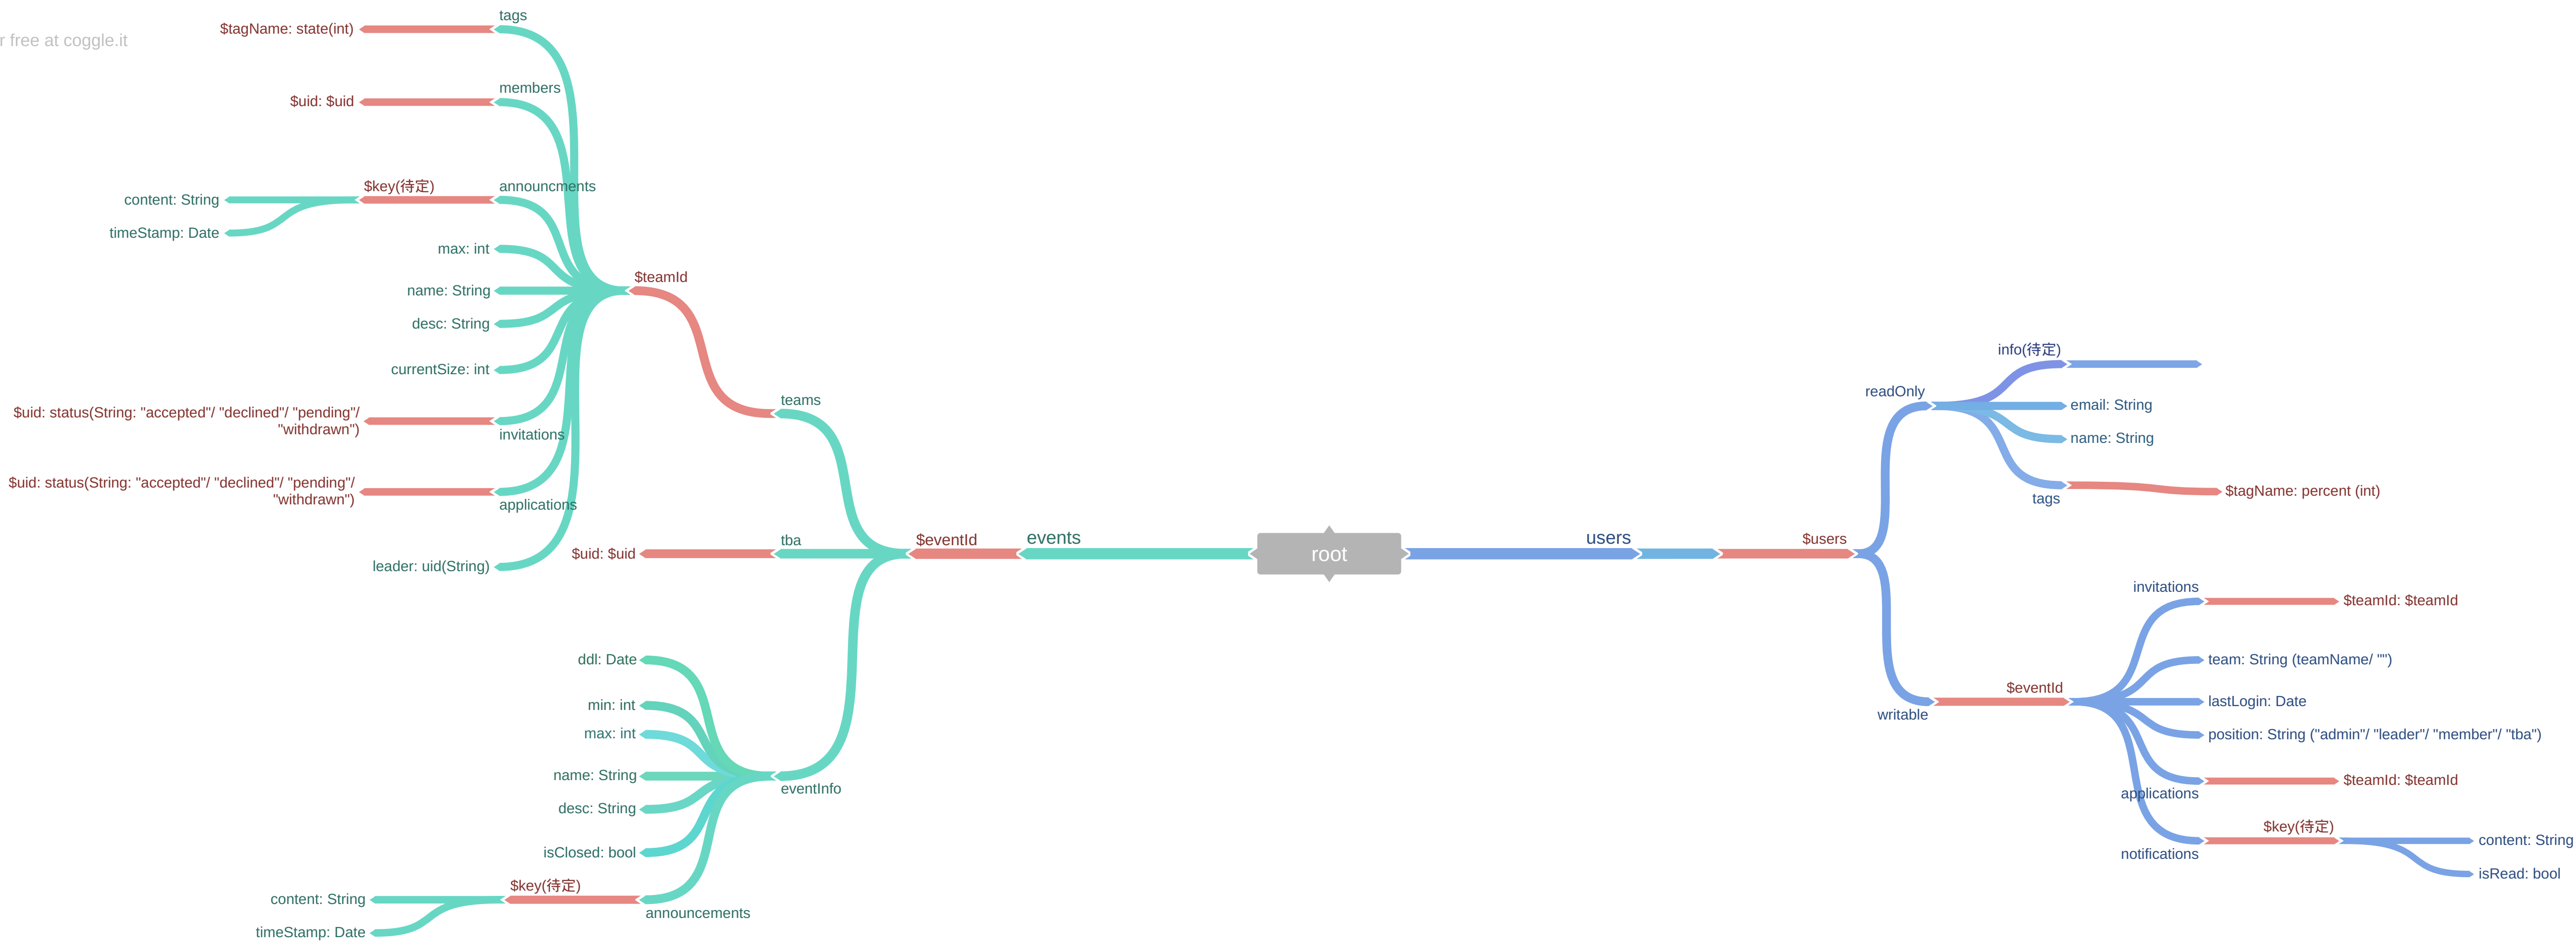 r free at coggle.it
tags
$tagName: state(int)
members
$uid: $uid
announcments
$key(待定)
content: String
timeStamp: Date
max: int
name: String
desc: String
currentSize: int
$uid: status(String: "accepted"/ "declined"/ "pending"/
"withdrawn")
invitations
$uid: status(String: "accepted"/ "declined"/ "pending"/
"withdrawn")
applications
leader: uid(String)
$teamId
teams
tba
$uid: $uid
$eventId
events
root
ddl: Date
min: int
max: int
name: String
desc: String
isClosed: bool
eventInfo
$key(待定)
announcements
content: String
timeStamp: Date
users
$users
readOnly
info(待定)
email: String
name: String
tags
$tagName: percent (int)
writable
$eventId
invitations
$teamId: $teamId
team: String (teamName/ "")
lastLogin: Date
position: String ("admin"/ "leader"/ "member"/ "tba")
applications
$teamId: $teamId
notifications
$key(待定)
content: String
isRead: bool